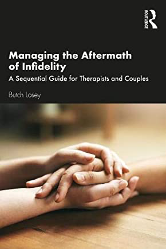 Managing the Aftermath
of Infidelity
A Sequential Guide for Therapists and Couples
Butch Losey